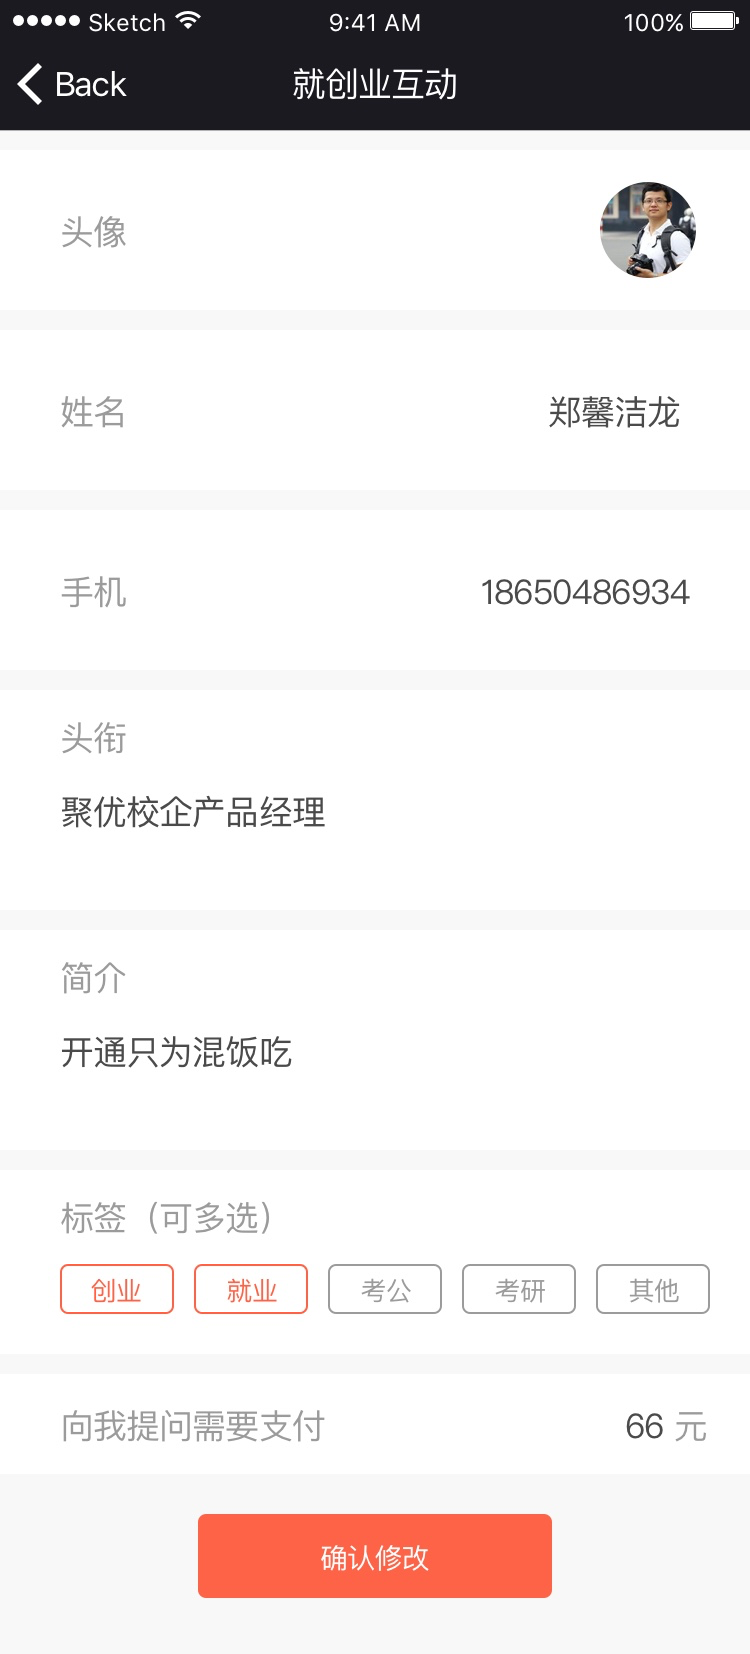 Sketch 9:41 AM 100%
Back 就创业互动
头像
姓名 郑馨洁龙
手机 18650486934
头衔
聚优校企产品经理
简介
开通只为混饭吃
标签（可多选）
创业 就业 考公 考研 其他
向我提问需要支付 66 元
确认修改